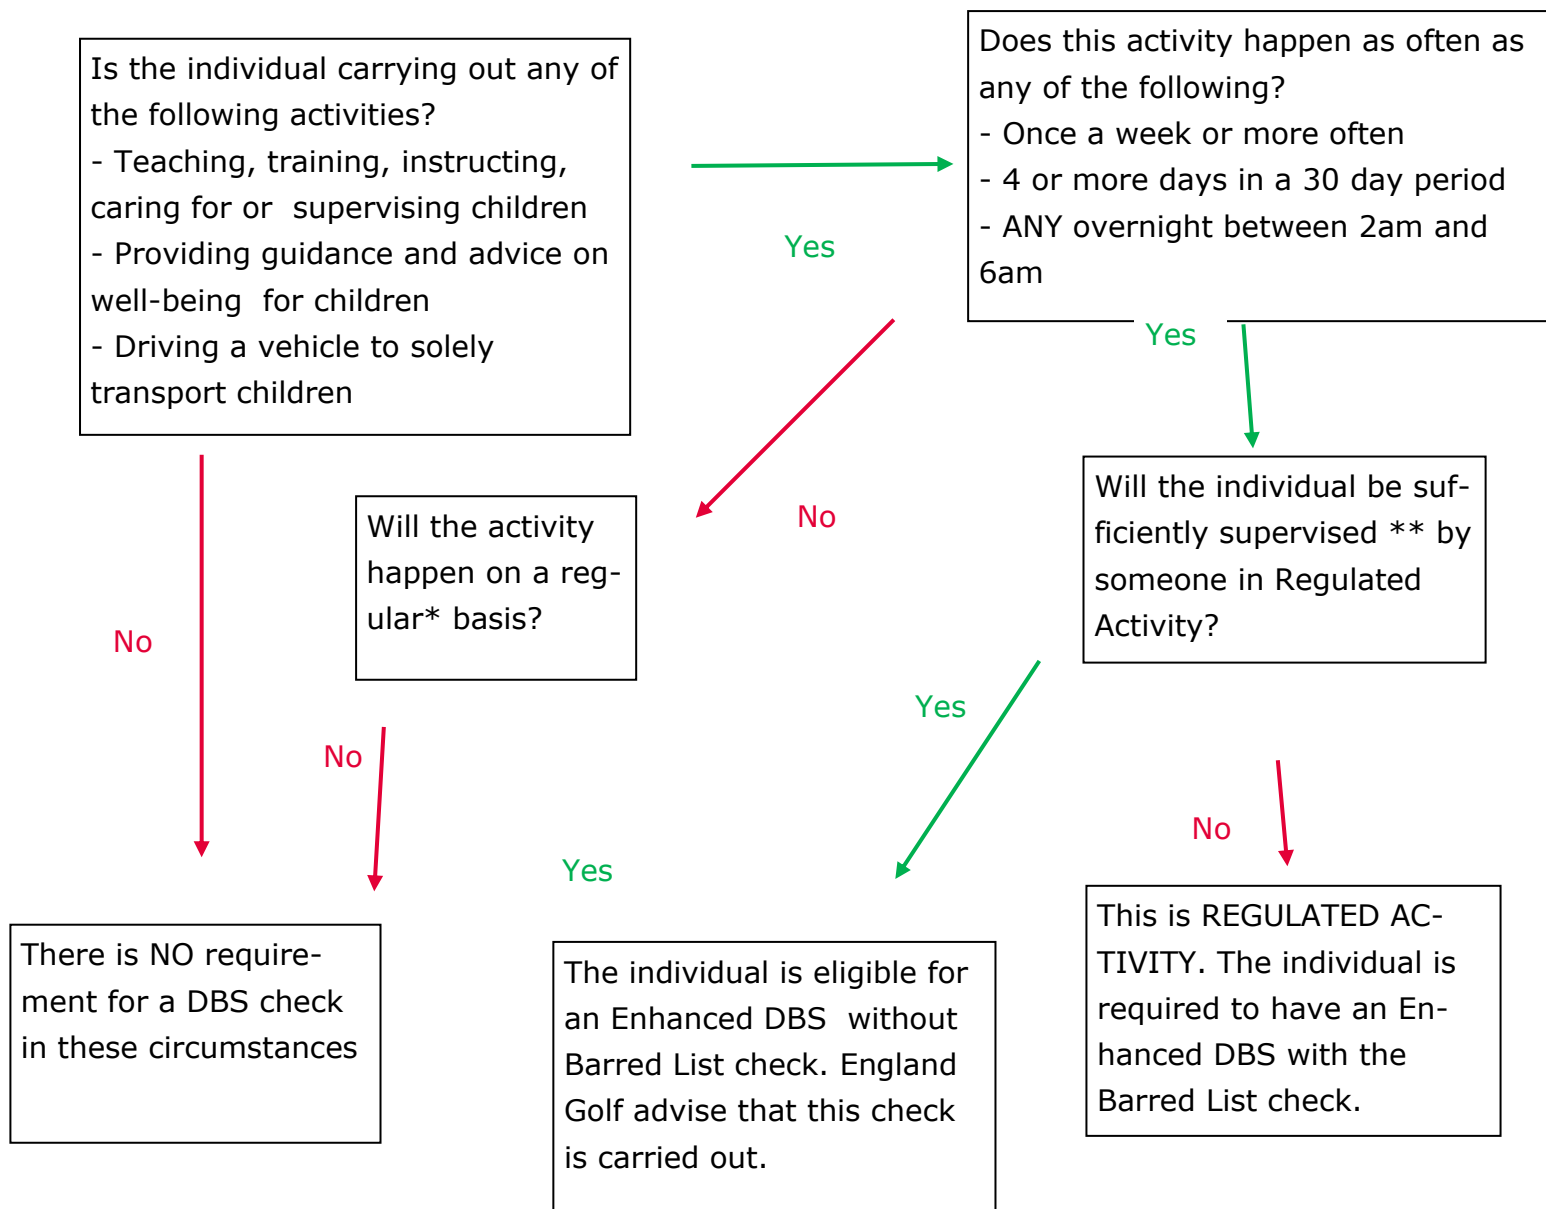 Is the individual carrying out any of
the following activities?
- Teaching, training, instructing,
caring for or  supervising children
- Providing guidance and advice on
well-being  for children
- Driving a vehicle to solely
transport children
Yes
Does this activity happen as often as
any of the following?
- Once a week or more often
- 4 or more days in a 30 day period
- ANY overnight between 2am and
6am
Yes
No
Will the activity
happen on a reg-
ular* basis?
No
Will the individual be suf-
ficiently supervised ** by
someone in Regulated
Activity?
No
Yes
Yes
No
There is NO require-
ment for a DBS check
in these circumstances
The individual is eligible for
an Enhanced DBS  without
Barred List check. England
Golf advise that this check
is carried out.
This is REGULATED AC-
TIVITY. The individual is
required to have an En-
hanced DBS with the
Barred List check.